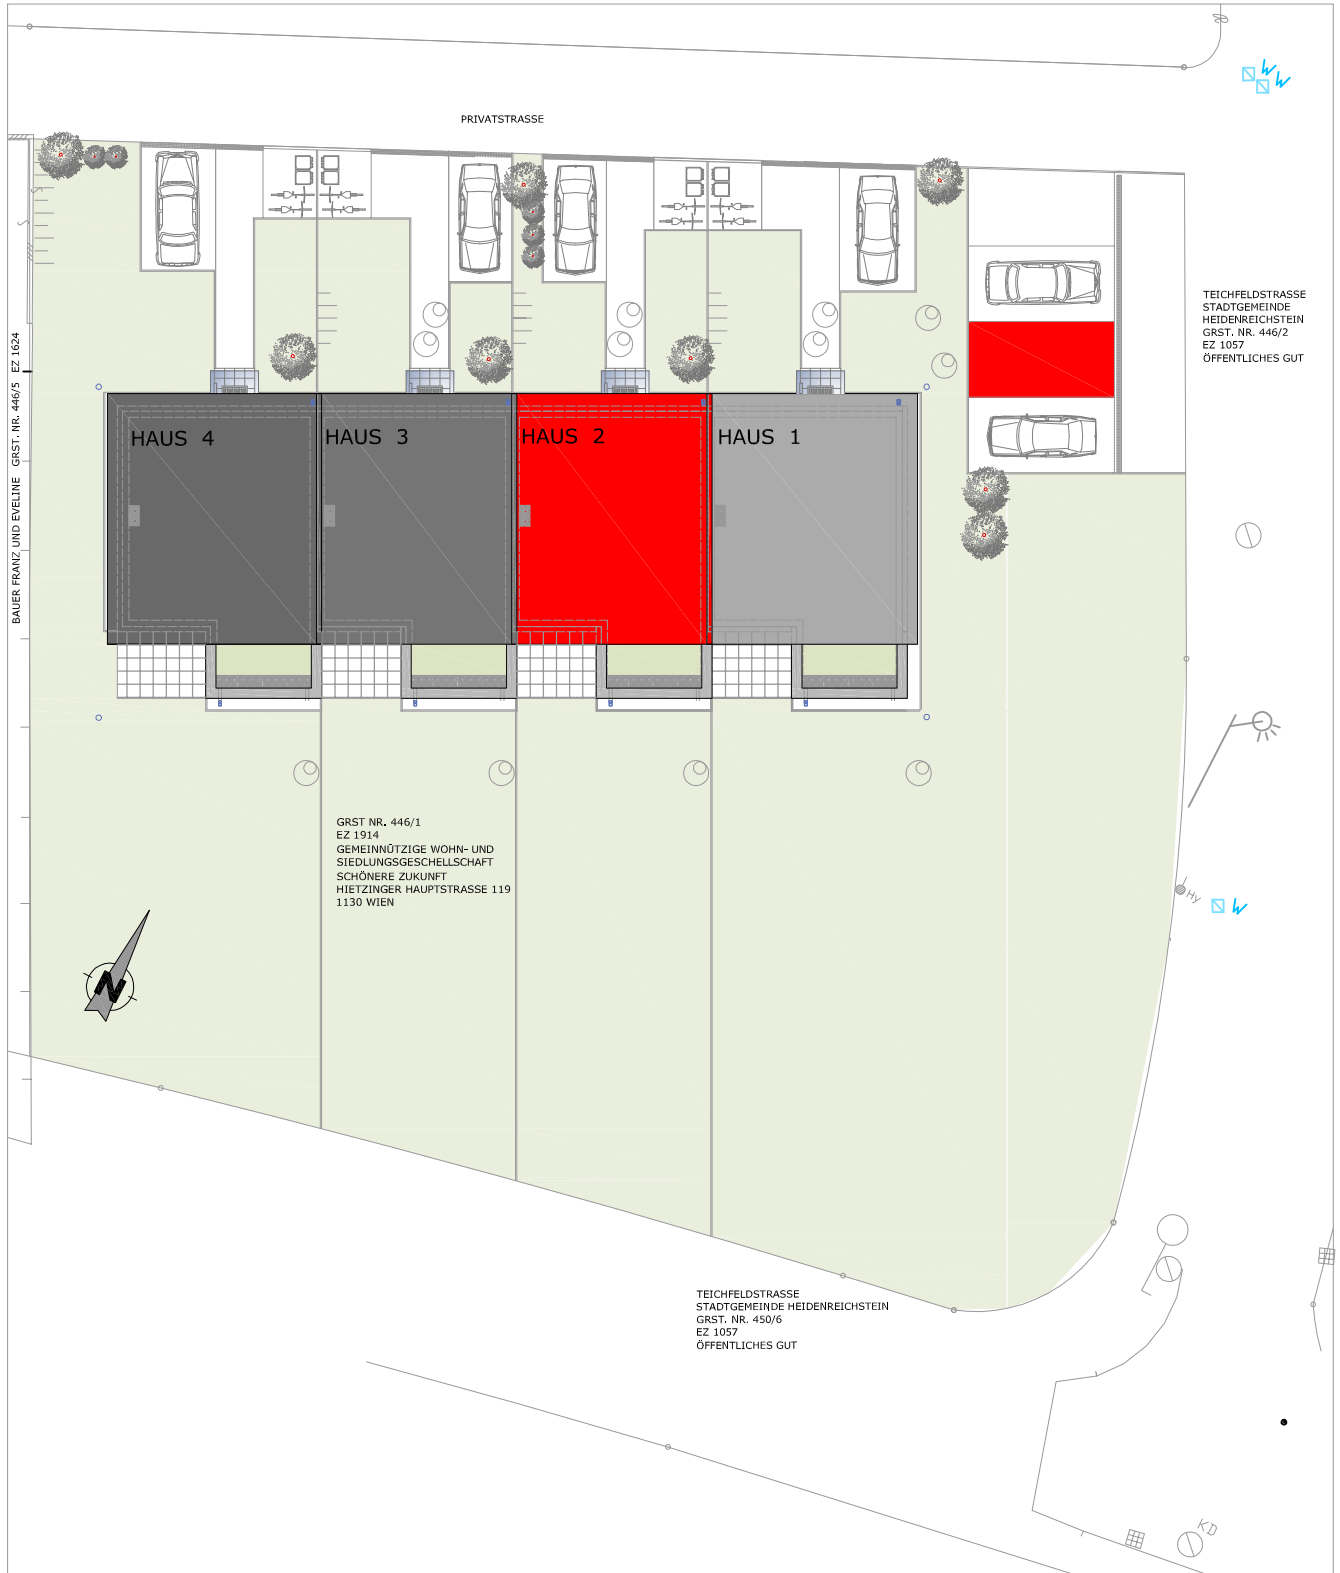 W W
PRIVATSTRASSE
TEICHFELDSTRASSE
STADTGEMEINDE
HEIDENREICHSTEIN
GRST. NR. 446/2
EZ 1057
ÖFFENTLICHES GUT
BAUER FRANZ UND EVELINE GRST. NR. 446/5 EZ 1624
HAUS 4
HAUS 3
HAUS 2
HAUS 1
GRST NR. 446/1
EZ 1914
GEMEINNÜTZIGE WOHN- UND
SIEDLUNGSGESCHELLSCHAFT
SCHÖNERE ZUKUNFT
HIETZINGER HAUPTSTRASSE 119
1130 WIEN
Hy
W
N
TEICHFELDSTRASSE
STADTGEMEINDE HEIDENREICHSTEIN
GRST. NR. 450/6
EZ 1057
ÖFFENTLICHES GUT
KD